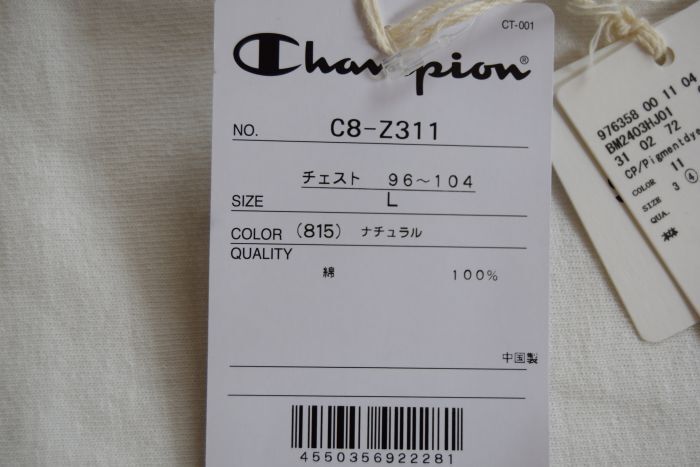 CT-001
Champion®
NO. C8-Z311
チェスト 96~104
SIZE L
COLOR (815) ナチュラル
QUALITY
綿 100%
中国製
4550356922281
976358 00 11 04
BM2403HJ01
31 02 72
CP/Pigmentdye
COLOR 11
SIZE 3 ④
QUA.
本体